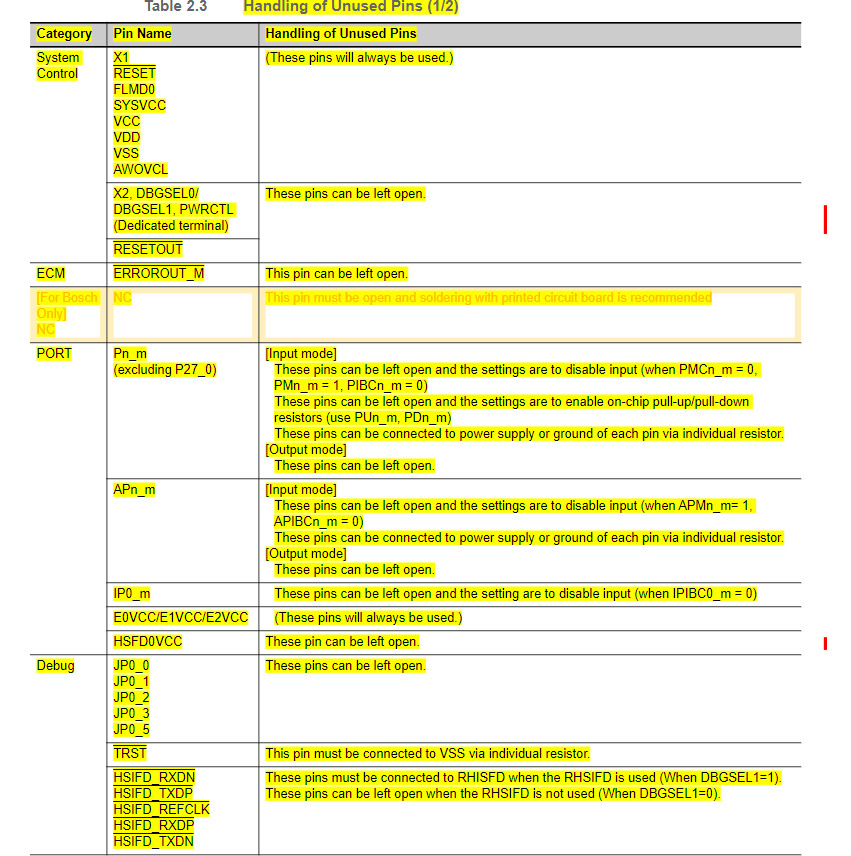 Table 2.3 Handling of Unused Pins (1/2)
Category Pin Name Handling of Unused Pins
System Control X1 (These pins will always be used.)
RESET
FLMD0
SYSVCC
VCC
VDD
VSS
AWOVCL
X2, DBGSEL0/ These pins can be left open.
DBGSEL1, PWRCTL
(Dedicated terminal)
RESETOUT
ECM ERROROUT_M This pin can be left open.
[For Bosch NC This pin must be open and soldering with printed circuit board is recommended
Only]
NC
PORT Pn_m [Input mode]
(excluding P27_0) These pins can be left open and the settings are to disable input (when PMCn_m = 0,
PMn_m = 1, PIBCn_m = 0)
These pins can be left open and the settings are to enable on-chip pull-up/pull-down
resistors (use PUn_m, PDn_m)
These pins can be connected to power supply or ground of each pin via individual resistor.
[Output mode]
These pins can be left open.
APn_m [Input mode]
These pins can be left open and the settings are to disable input (when APMn_m= 1,
APIBCn_m = 0)
These pins can be connected to power supply or ground of each pin via individual resistor.
[Output mode]
These pins can be left open.
IP0_m These pins can be left open and the setting are to disable input (when IPIBC0_m = 0)
E0VCC/E1VCC/E2VCC (These pins will always be used.)
HSFD0VCC These pin can be left open.
Debug JP0_0 These pins can be left open.
JP0_1
JP0_2
JP0_3
JP0_5
TRST This pin must be connected to VSS via individual resistor.
HSIFD_RXDN These pins must be connected to RHISFD when the RHSIFD is used (When DBGSEL1=1).
HSIFD_TXDP These pins can be left open when the RHSIFD is not used (When DBGSEL1=0).
HSIFD_REFCLK
HSIFD_RXDP
HSIFD_TXDN